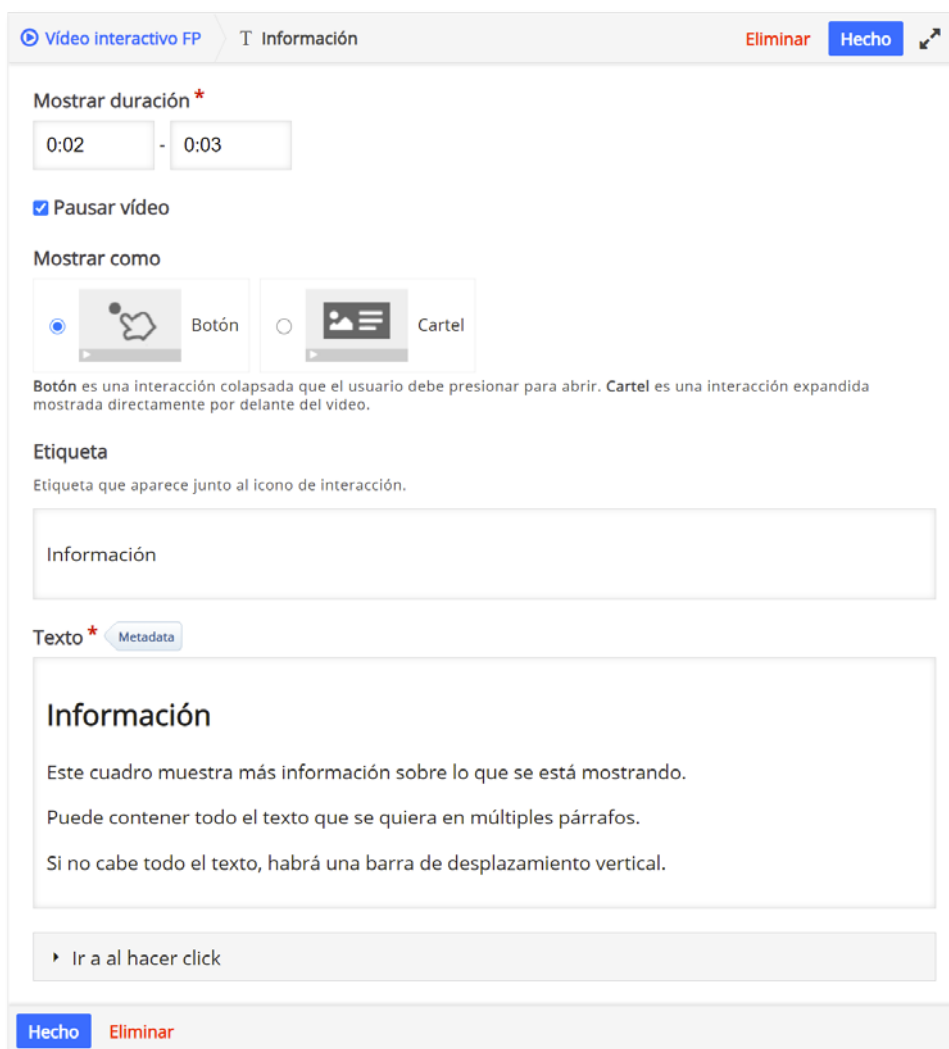 Vídeo interactivo FP T Información Eliminar Hecho
Mostrar duración *
0:02 - 0:03
Pausar vídeo
Mostrar como
Botón Cartel
Botón es una interacción colapsada que el usuario debe presionar para abrir. Cartel es una interacción expandida
mostrada directamente por delante del video.
Etiqueta
Etiqueta que aparece junto al icono de interacción.
Información
Texto * Metadata
Información
Este cuadro muestra más información sobre lo que se está mostrando.
Puede contener todo el texto que se quiera en múltiples párrafos.
Si no cabe todo el texto, habrá una barra de desplazamiento vertical.
Ir a al hacer click
Hecho Eliminar